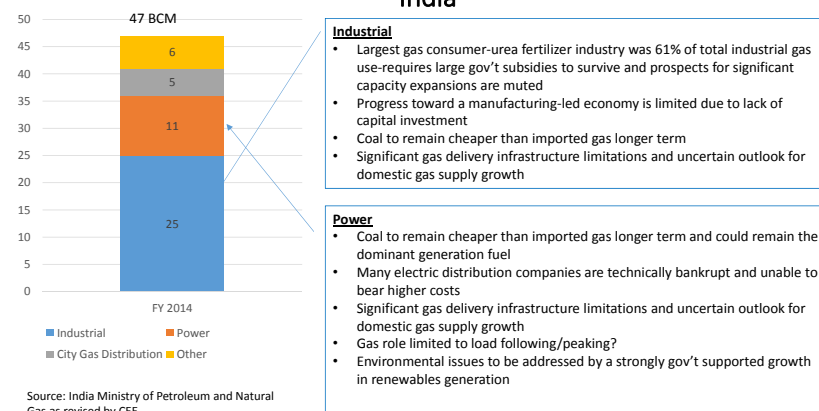 India
47 BCM
50
45
40
35
30
25
20
15
10
5
0
6
5
11
25
FY 2014
Industrial
Power
City Gas Distribution
Other
Source: India Ministry of Petroleum and Natural
Gas as revised by CEE
Industrial
• Largest gas consumer-urea fertilizer industry was 61% of total industrial gas
use-requires large gov’t subsidies to survive and prospects for significant
capacity expansions are muted
• Progress toward a manufacturing-led economy is limited due to lack of
capital investment
• Coal to remain cheaper than imported gas longer term
• Significant gas delivery infrastructure limitations and uncertain outlook for
domestic gas supply growth
Power
• Coal to remain cheaper than imported gas longer term and could remain the
dominant generation fuel
• Many electric distribution companies are technically bankrupt and unable to
bear higher costs
• Significant gas delivery infrastructure limitations and uncertain outlook for
domestic gas supply growth
• Gas role limited to load following/peaking?
• Environmental issues to be addressed by a strongly gov’t supported growth
in renewables generation